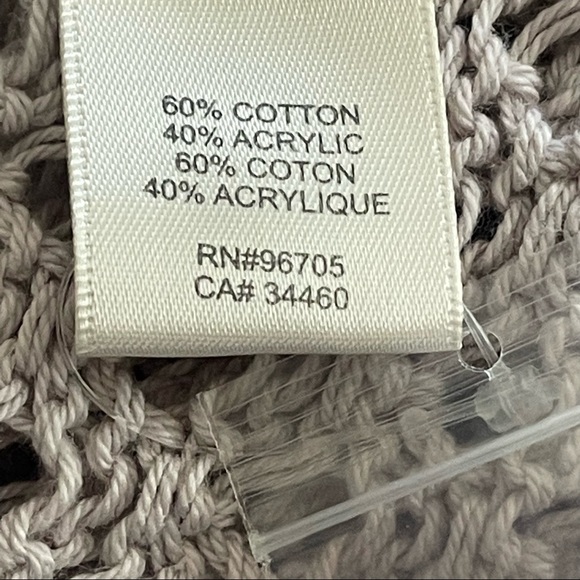 60% COTTON
40% ACRYLIC
60% COTON
40% ACRYLIQUE
RN#96705
CA# 34460